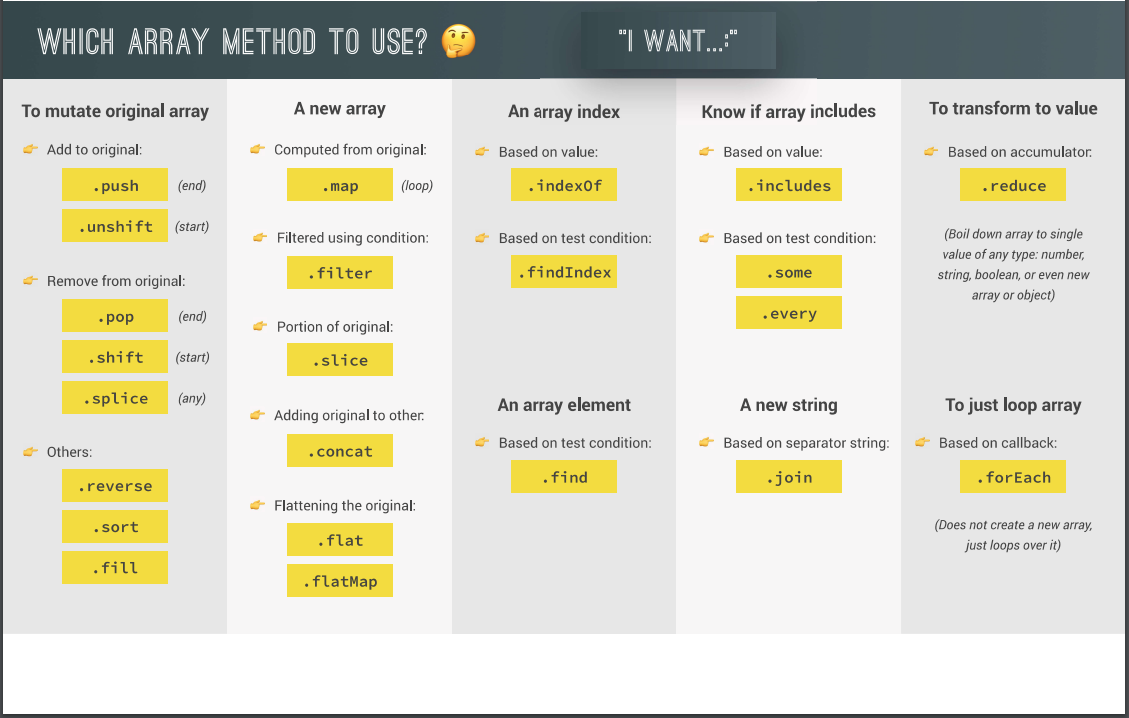 WHICH ARRAY METHOD TO USE? 🤔
"I WANT...:"
To mutate original array
👉 Add to original:
.push (end)
.unshift (start)
👉 Remove from original:
.pop (end)
.shift (start)
.splice (any)
👉 Others:
.reverse
.sort
.fill
A new array
👉 Computed from original:
.map (loop)
👉 Filtered using condition:
.filter
👉 Portion of original:
.slice
👉 Adding original to other:
.concat
👉 Flattening the original:
.flat
.flatMap
An array index
👉 Based on value:
.indexOf
👉 Based on test condition:
.findIndex
An array element
👉 Based on test condition:
.find
Know if array includes
👉 Based on value:
.includes
👉 Based on test condition:
.some
.every
A new string
👉 Based on separator string:
.join
To transform to value
👉 Based on accumulator:
.reduce
(Boil down array to single
value of any type: number,
string, boolean, or even new
array or object)
To just loop array
👉 Based on callback:
.forEach
(Does not create a new array,
just loops over it)